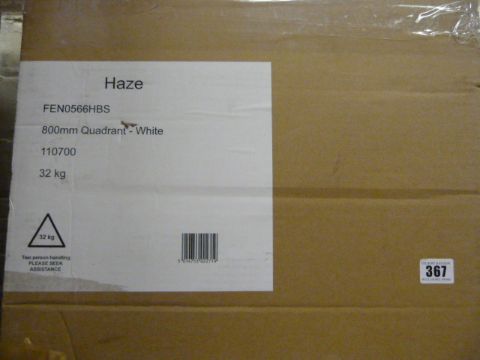 Haze
FEN0566HBS
800mm Quadrant - White
110700
32 kg
32 kg
Two person handling
PLEASE SEEK
ASSISTANCE
367